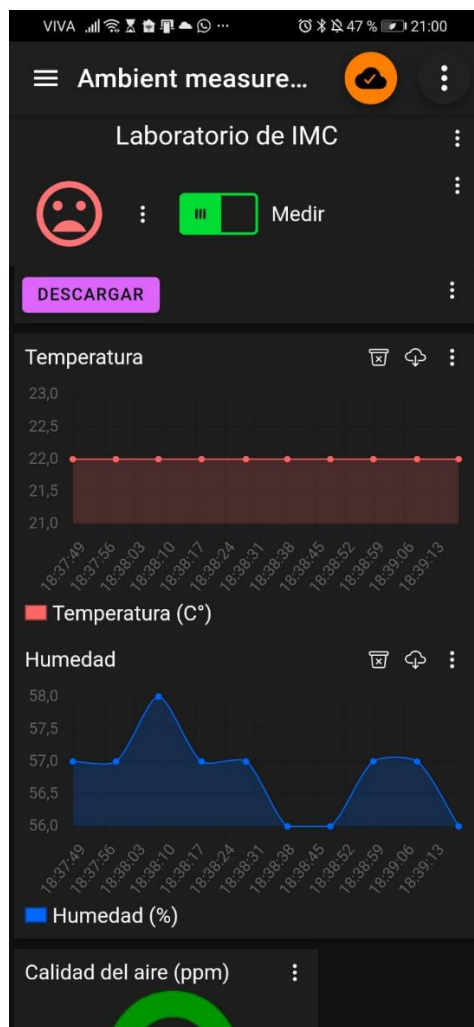 VIVA 47 % 21:00
Ambient measure...
Laboratorio de IMC
Medir
DESCARGAR
Temperatura
23,0
22,5
22,0
21,5
21,0
18:37:49 18:37:56 18:38:03 18:38:10 18:38:17 18:38:24 18:38:31 18:38:38 18:38:45 18:38:52 18:38:59 18:39:06 18:39:13
Temperatura (C°)
Humedad
58,0
57,5
57,0
56,5
56,0
18:37:49 18:37:56 18:38:03 18:38:10 18:38:17 18:38:24 18:38:31 18:38:38 18:38:45 18:38:52 18:38:59 18:39:06 18:39:13
Humedad (%)
Calidad del aire (ppm)